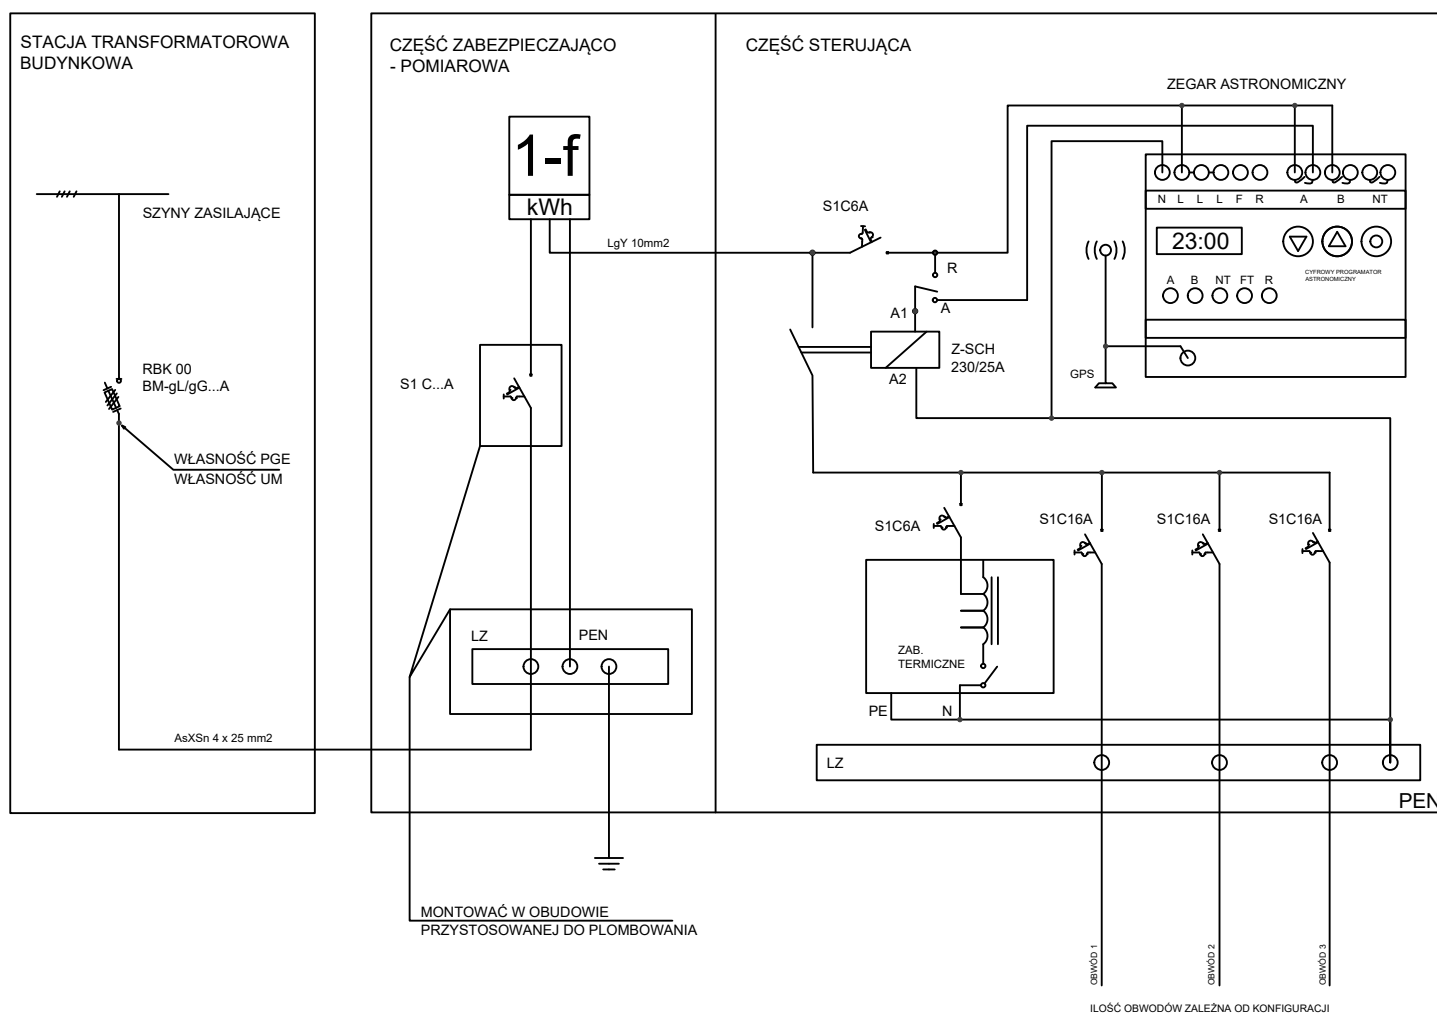 STACJA TRANSFORMATOROWA
BUDYNKOWA
SZYNY ZASILAJĄCE
RBK 00
BM-gL/gG...A
WŁASNOŚĆ PGE
WŁASNOŚĆ UM
AsXSn 4 x 25 mm2
CZĘŚĆ ZABEZPIECZAJĄCO
- POMIAROWA
1-f
kWh
LgY 10mm2
S1 C...A
LZ
PEN
MONTOWAĆ W OBUDOWIE
PRZYSTOSOWANEJ DO PLOMBOWANIA
CZĘŚĆ STERUJĄCA
ZEGAR ASTRONOMICZNY
N L L L F R A B NT
23:00
CYFROWY PROGRAMATOR
ASTRONOMICZNY
A B NT FT R
GPS
S1C6A
R
A
A1
A2
Z-SCH
230/25A
S1C6A
S1C16A
S1C16A
S1C16A
ZAB.
TERMICZNE
PE
N
LZ
PEN
OBWÓD 1
OBWÓD 2
OBWÓD 3
ILOŚĆ OBWODÓW ZALEŻNA OD KONFIGURACJI